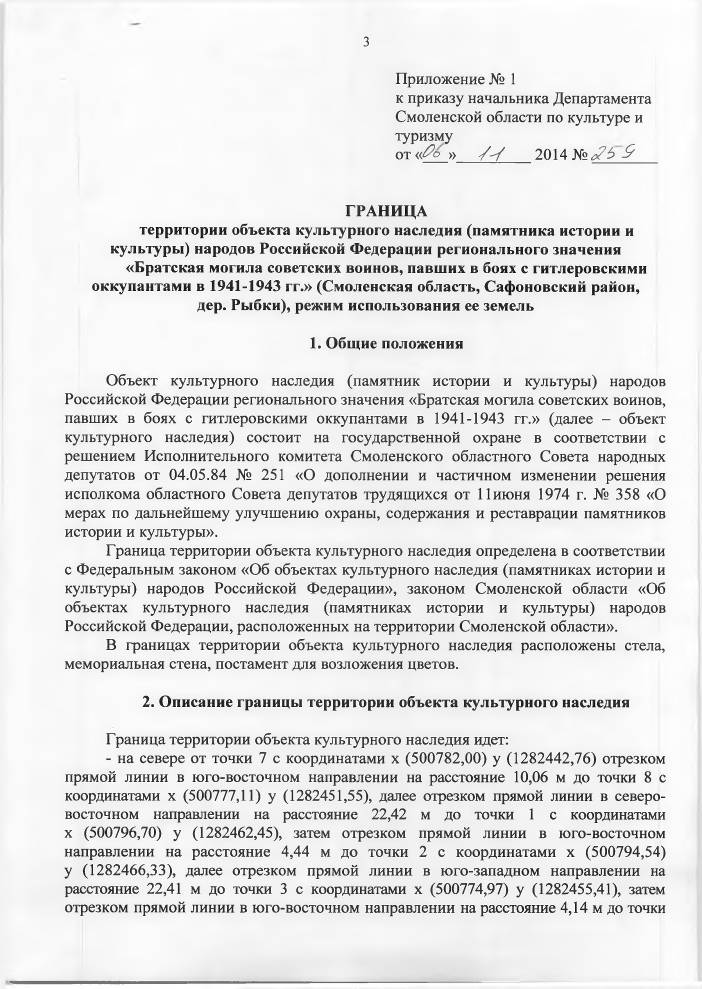 3
Приложение № 1
к приказу начальника Департамента
Смоленской области по культуре и
туризму
от «06» 11 2014 № 259
ГРАНИЦА
территории объекта культурного наследия (памятника истории и
культуры) народов Российской Федерации регионального значения
«Братская могила советских воинов, павших в боях с гитлеровскими
оккупантами в 1941-1943 гг.» (Смоленская область, Сафоновский район,
дер. Рыбки), режим использования ее земель
1. Общие положения
Объект культурного наследия (памятник истории и культуры) народов
Российской Федерации регионального значения «Братская могила советских воинов,
павших в боях с гитлеровскими оккупантами в 1941-1943 гг.» (далее – объект
культурного наследия) состоит на государственной охране в соответствии с
решением Исполнительного комитета Смоленского областного Совета народных
депутатов от 04.05.84 № 251 «О дополнении и частичном изменении решения
исполкома областного Совета депутатов трудящихся от 11июня 1974 г. № 358 «О
мерах по дальнейшему улучшению охраны, содержания и реставрации памятников
истории и культуры».
Граница территории объекта культурного наследия определена в соответствии
с Федеральным законом «Об объектах культурного наследия (памятниках истории и
культуры) народов Российской Федерации», законом Смоленской области «Об
объектах культурного наследия (памятниках истории и культуры) народов
Российской Федерации, расположенных на территории Смоленской области».
В границах территории объекта культурного наследия расположены стела,
мемориальная стена, постамент для возложения цветов.
2. Описание границы территории объекта культурного наследия
Граница территории объекта культурного наследия идет:
- на севере от точки 7 с координатами х (500782,00) у (1282442,76) отрезком
прямой линии в юго-восточном направлении на расстояние 10,06 м до точки 8 с
координатами х (500777,11) у (1282451,55), далее отрезком прямой линии в северо-
восточном направлении на расстояние 22,42 м до точки 1 с координатами
х (500796,70) у (1282462,45), затем отрезком прямой линии в юго-восточном
направлении на расстояние 4,44 м до точки 2 с координатами х (500794,54)
у (1282466,33), далее отрезком прямой линии в юго-западном направлении на
расстояние 22,41 м до точки 3 с координатами х (500774,97) у (1282455,41), затем
отрезком прямой линии в юго-восточном направлении на расстояние 4,14 м до точки